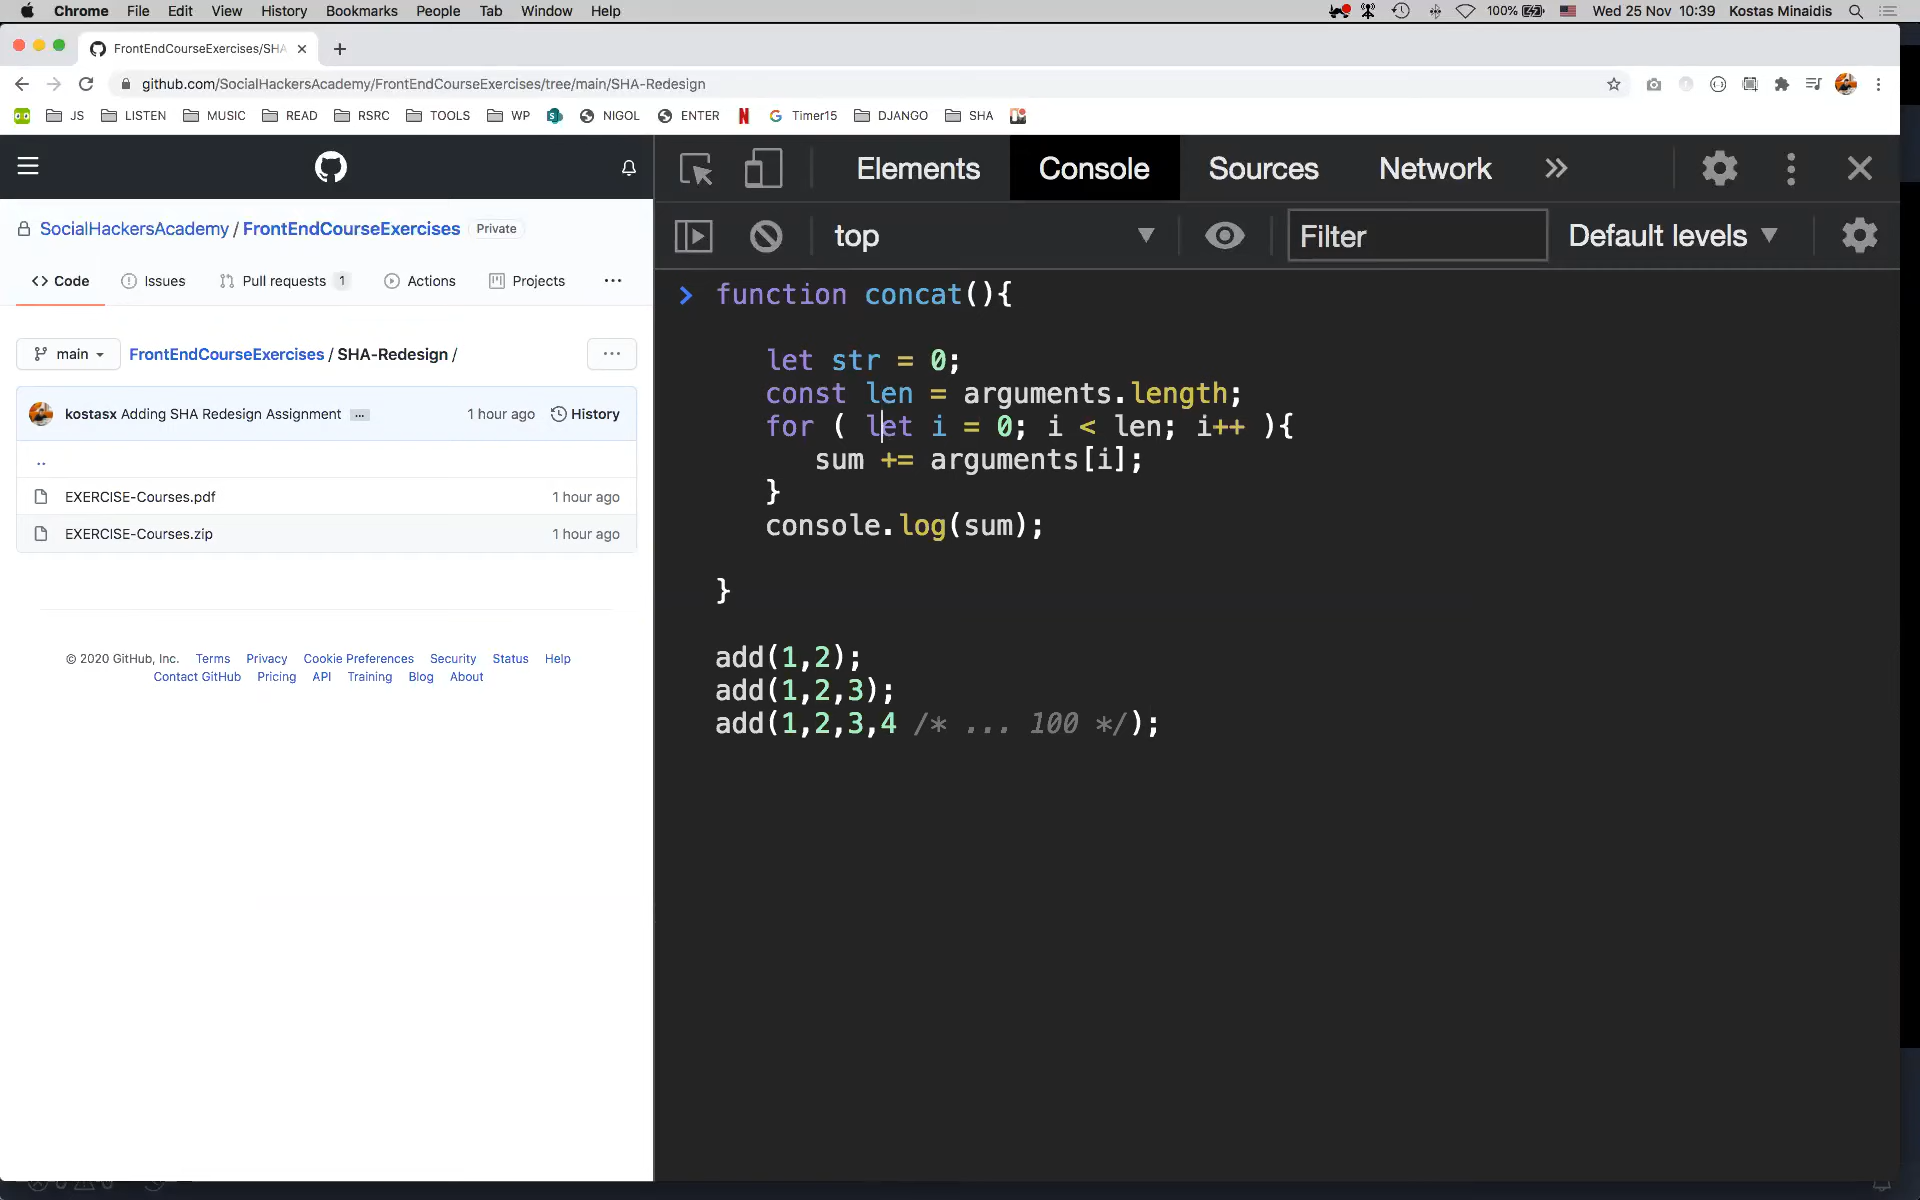 Chrome File Edit View History Bookmarks People Tab Window Help 100% Wed 25 Nov 10:39 Kostas Minaidis
FrontEndCourseExercises/SHA
github.com/SocialHackersAcademy/FrontEndCourseExercises/tree/main/SHA-Redesign
JS LISTEN MUSIC READ RSRC TOOLS WP NIGOL ENTER Timer15 DJANGO SHA
SocialHackersAcademy / FrontEndCourseExercises Private
<> Code Issues Pull requests 1 Actions Projects ...
main FrontEndCourseExercises / SHA-Redesign / ...
kostasx Adding SHA Redesign Assignment ... 1 hour ago History
..
EXERCISE-Courses.pdf 1 hour ago
EXERCISE-Courses.zip 1 hour ago
© 2020 GitHub, Inc. Terms Privacy Cookie Preferences Security Status Help
Contact GitHub Pricing API Training Blog About
Elements Console Sources Network »
top Filter Default levels ▼
> function concat(){
let str = 0;
const len = arguments.length;
for ( let i = 0; i < len; i++ ){
sum += arguments[i];
}
console.log(sum);
}
add(1,2);
add(1,2,3);
add(1,2,3,4 /* ... 100 */);